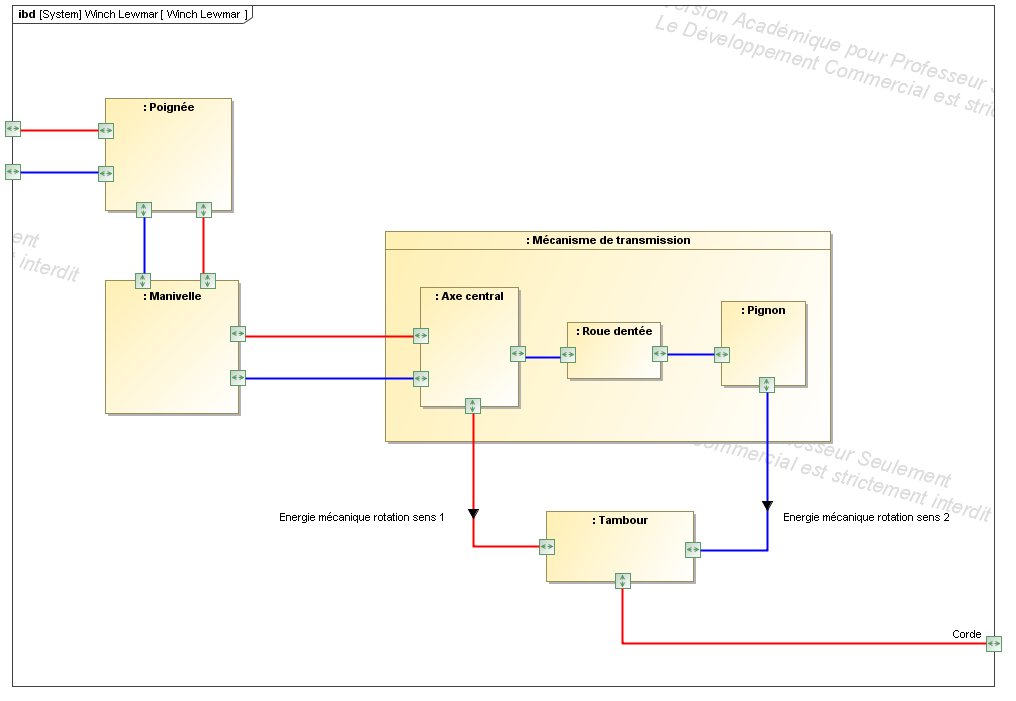 ibd [System] Winch Lewmar [ Winch Lewmar ]
Version Académique pour Professeur
Le Développement Commercial est stric
: Poignée
ent
t interdit
: Manivelle
: Mécanisme de transmission
: Axe central
: Roue dentée
: Pignon
Professeur Seulement
Commercial est strictement interdit
Energie mécanique rotation sens 1
: Tambour
Energie mécanique rotation sens 2
Corde